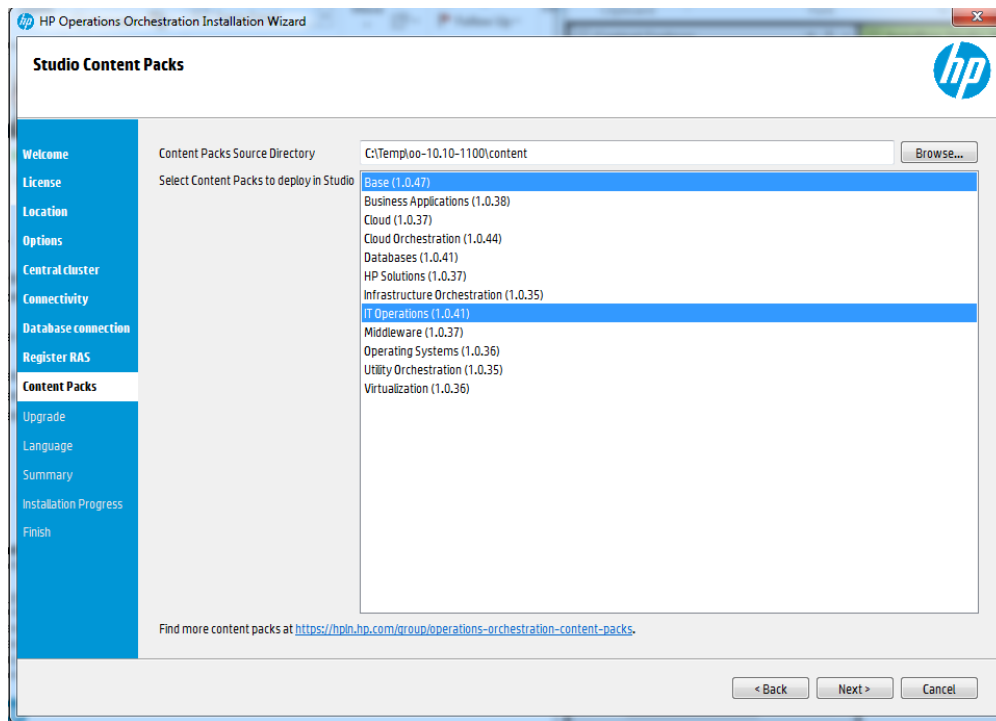 HP Operations Orchestration Installation Wizard
Studio Content Packs
hp
Welcome
License
Location
Options
Central cluster
Connectivity
Database connection
Register RAS
Content Packs
Upgrade
Language
Summary
Installation Progress
Finish
Content Packs Source Directory
C:\Temp\oo-10.10-1100\content
Browse...
Select Content Packs to deploy in Studio
Base (1.0.47)
Business Applications (1.0.38)
Cloud (1.0.37)
Cloud Orchestration (1.0.44)
Databases (1.0.41)
HP Solutions (1.0.37)
Infrastructure Orchestration (1.0.35)
IT Operations (1.0.41)
Middleware (1.0.37)
Operating Systems (1.0.36)
Utility Orchestration (1.0.35)
Virtualization (1.0.36)
Find more content packs at https://hpln.hp.com/group/operations-orchestration-content-packs.
< Back
Next >
Cancel